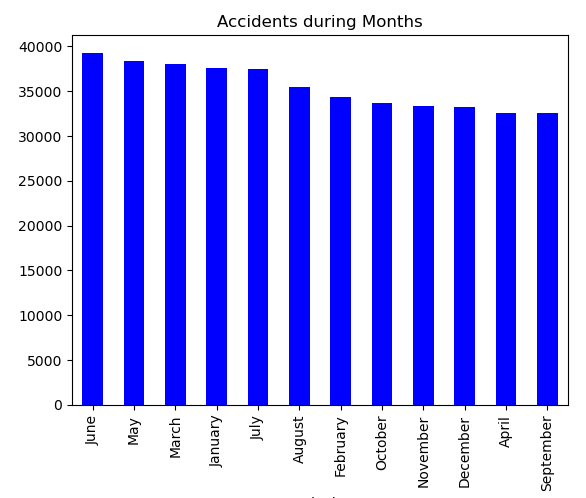 Accidents during Months
40000
35000
30000
25000
20000
15000
10000
5000
0
June
May
March
January
July
August
February
October
November
December
April
September